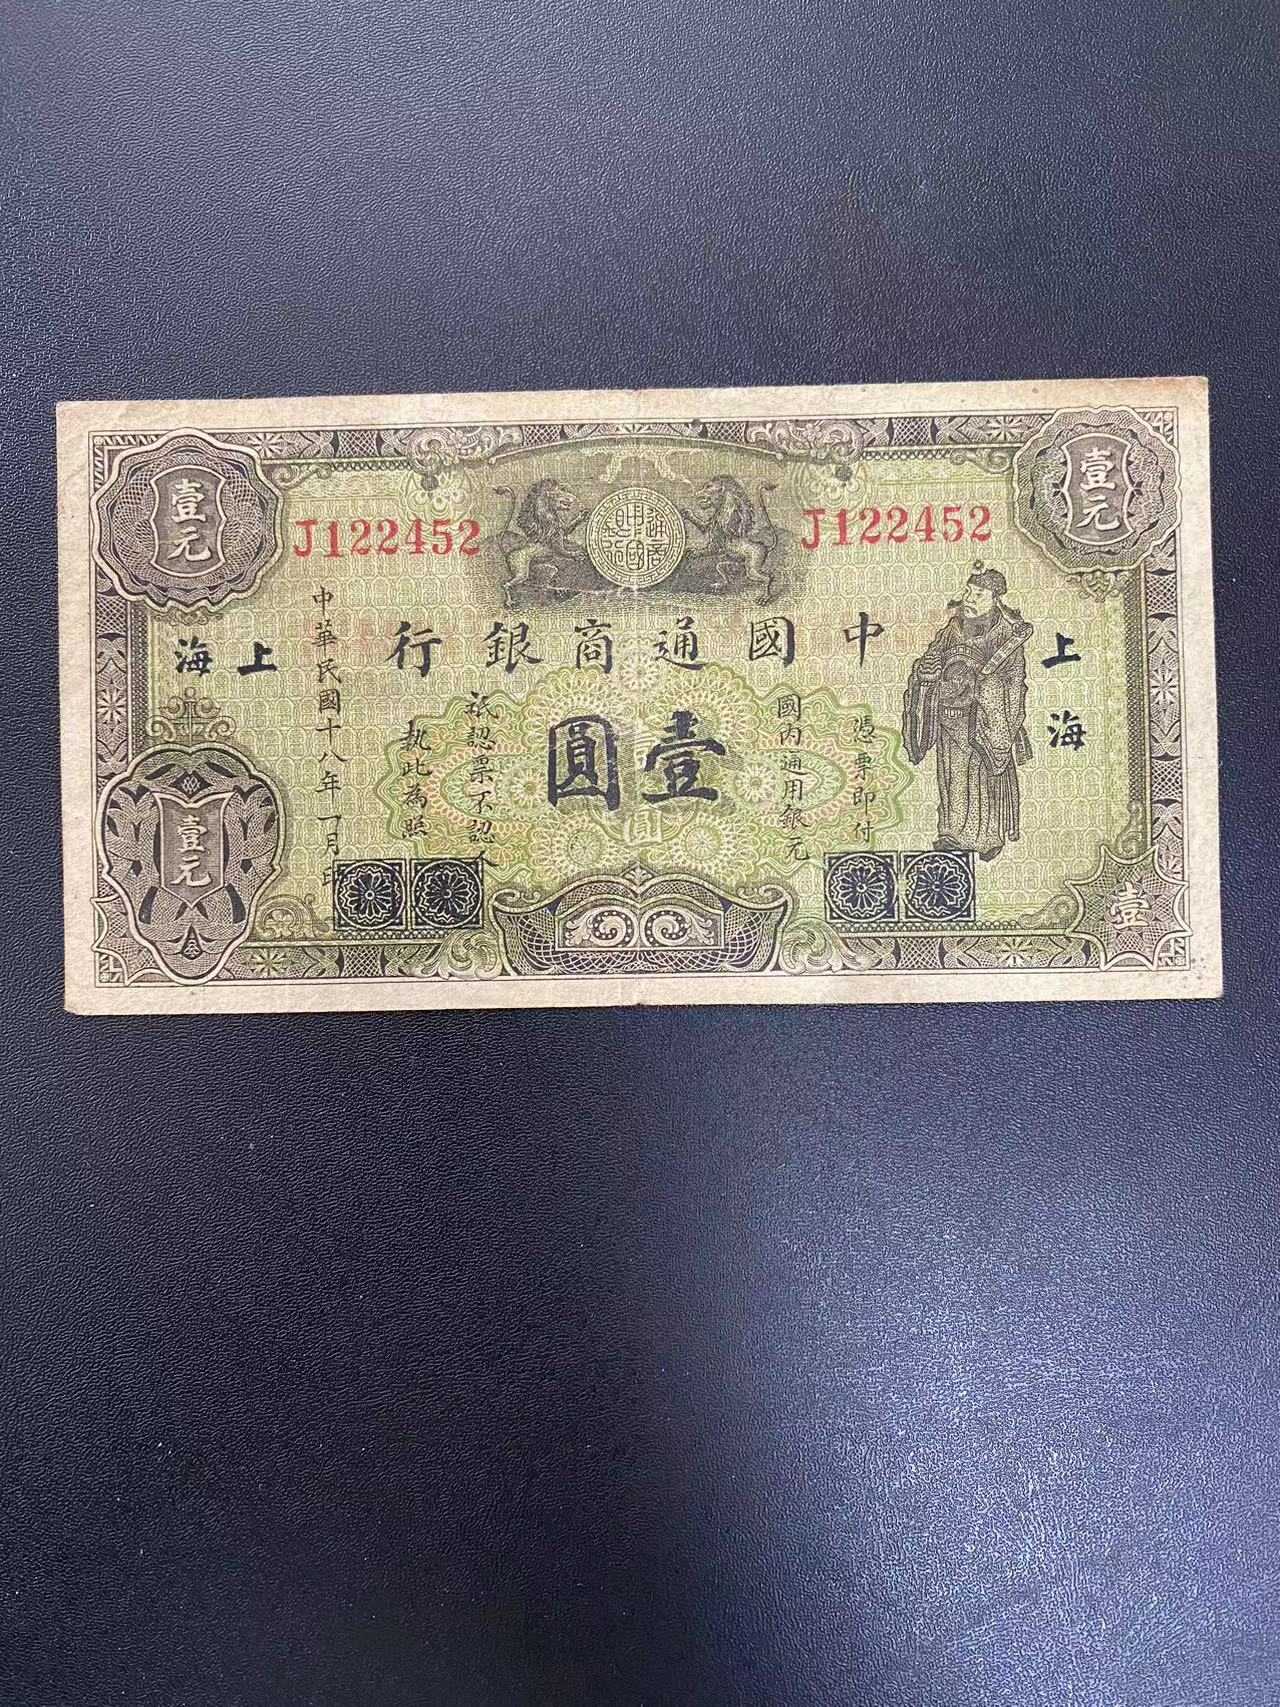 壹元
壹元
J122452
J122452
中國通商銀行
上海
上海
中華民國十八年一月印
憑票即付
國內通用銀元
壹圓
祇認票不認人
執此為照
壹元
壹